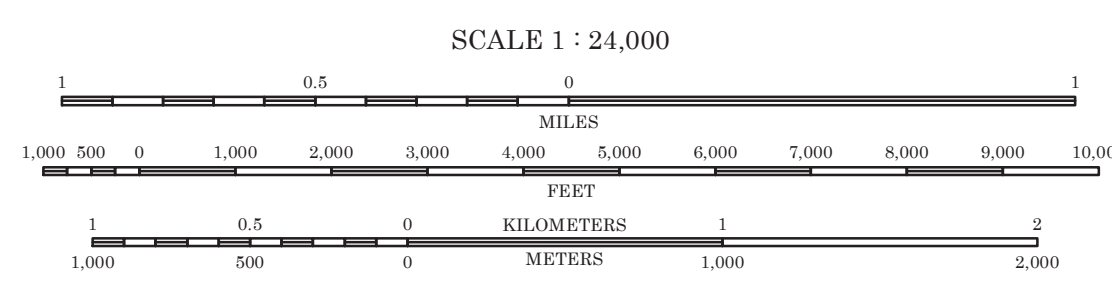 SCALE 1 : 24,000
1 0.5 0 1
MILES
1,000 500 0 1,000 2,000 3,000 4,000 5,000 6,000 7,000 8,000 9,000 10,00
FEET
1 0.5 0 KILOMETERS 1 2
1,000 500 0 METERS 1,000 2,000